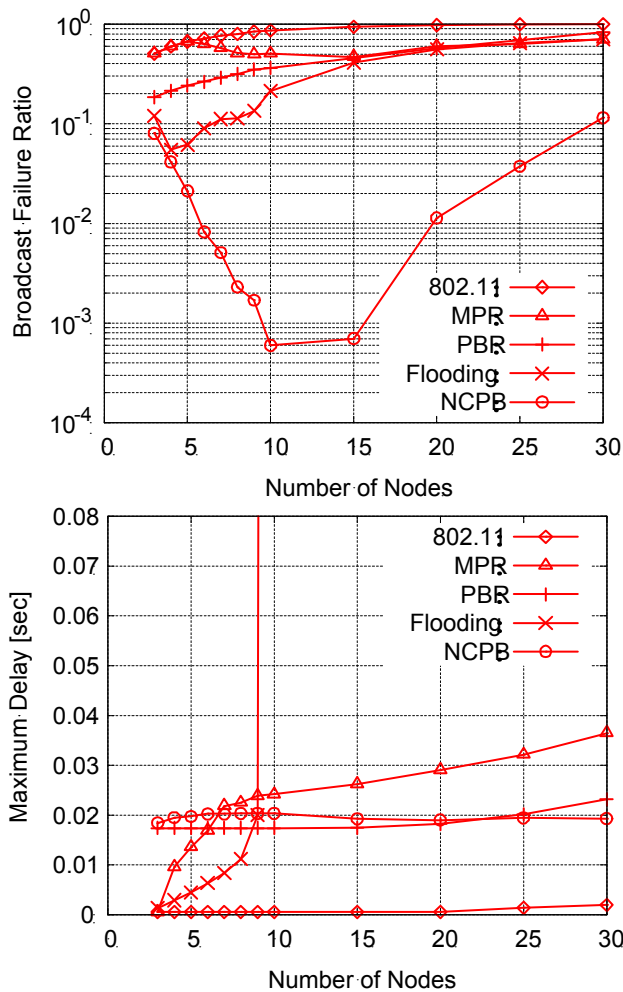 Broadcast Failure Ratio
10^0
10^-1
10^-2
10^-3
10^-4
802.11
MPR
PBR
Flooding
NCPB
0 5 10 15 20 25 30
Number of Nodes
Maximum Delay [sec]
0.08
0.07
0.06
0.05
0.04
0.03
0.02
0.01
0
802.11
MPR
PBR
Flooding
NCPB
0 5 10 15 20 25 30
Number of Nodes